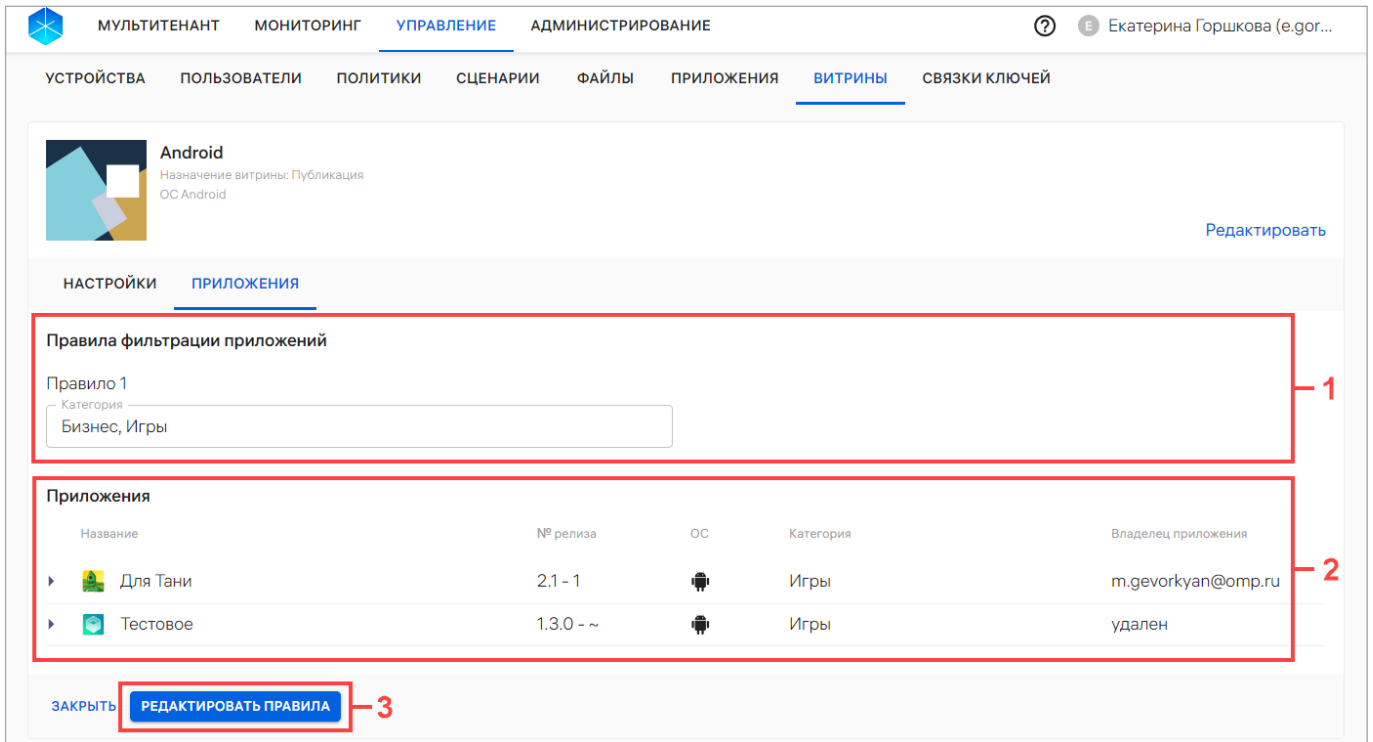 МУЛЬТИТЕНАНТ МОНИТОРИНГ УПРАВЛЕНИЕ АДМИНИСТРИРОВАНИЕ ? E Екатерина Горшкова (e.gor...
УСТРОЙСТВА ПОЛЬЗОВАТЕЛИ ПОЛИТИКИ СЦЕНАРИИ ФАЙЛЫ ПРИЛОЖЕНИЯ ВИТРИНЫ СВЯЗКИ КЛЮЧЕЙ
Android
Назначение витрины: Публикация
ОС Android
Редактировать
НАСТРОЙКИ ПРИЛОЖЕНИЯ
Правила фильтрации приложений
Правило 1
Категория
Бизнес, Игры
1
Приложения
Название № релиза ОС Категория Владелец приложения
Для Тани 2.1 - 1 Игры m.gevorkyan@omp.ru
2
Тестовое 1.3.0 - ~ Игры удален
ЗАКРЫТЬ РЕДАКТИРОВАТЬ ПРАВИЛА 3